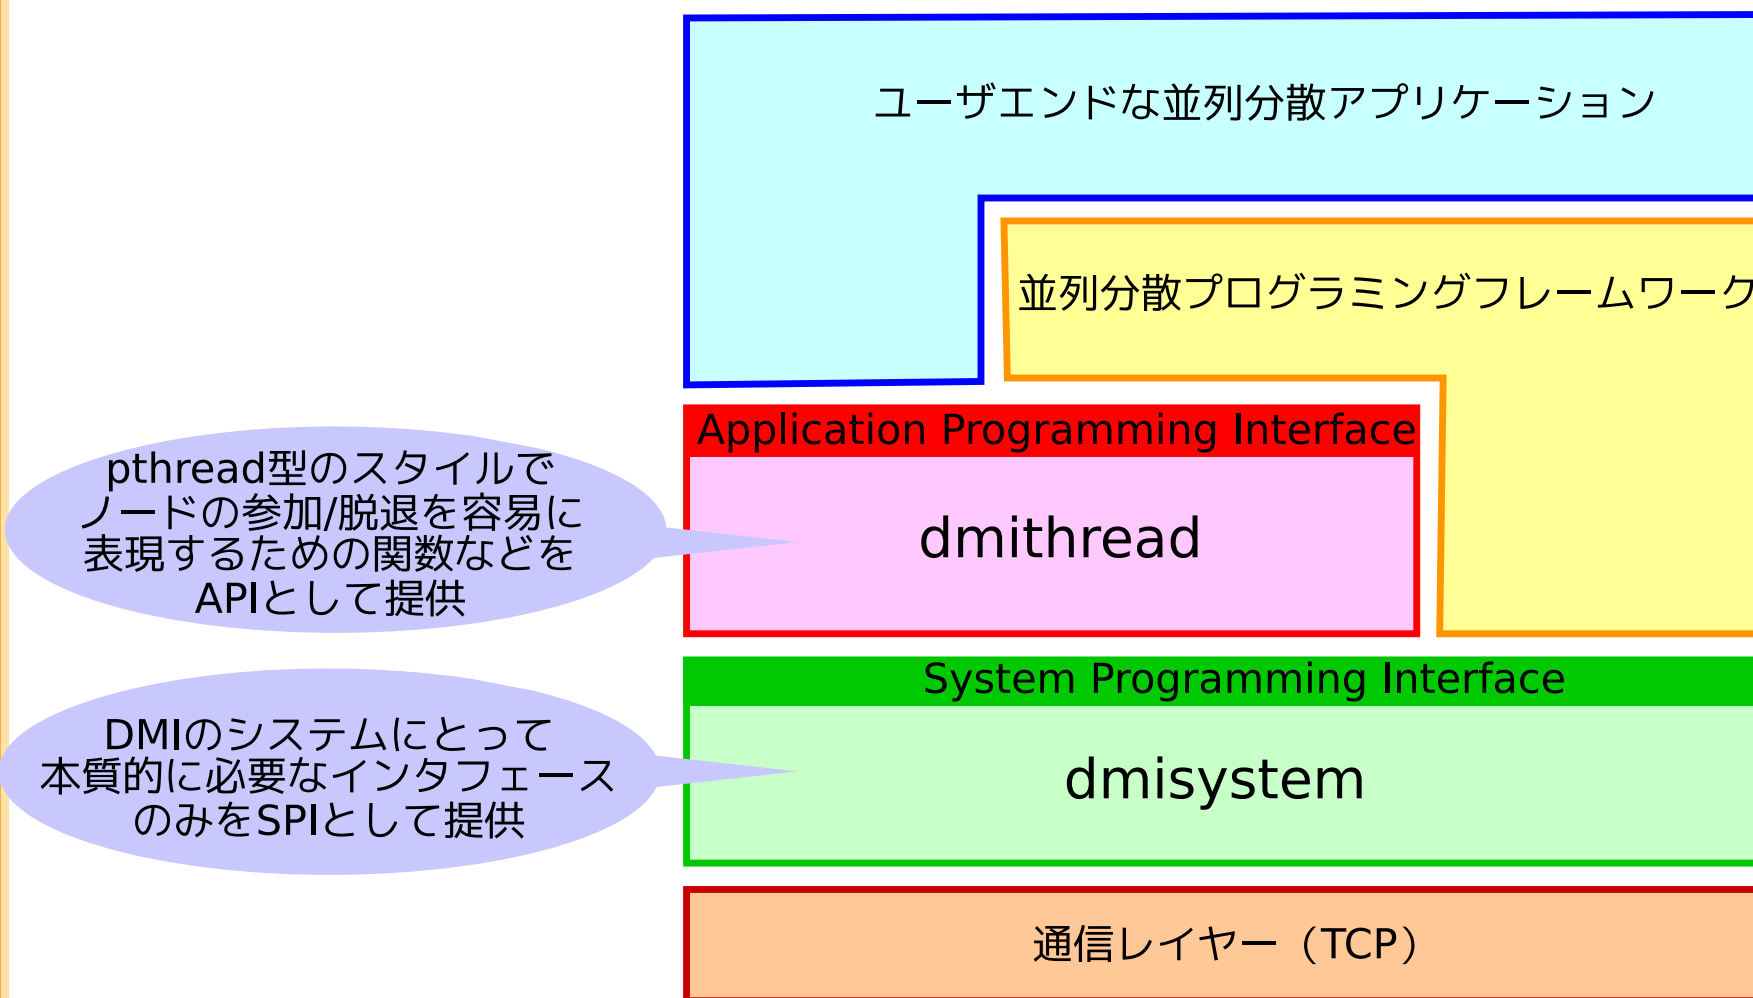 ユーザエンドな並列分散アプリケーション
並列分散プログラミングフレームワーク
Application Programming Interface
pthread型のスタイルで
ノードの参加/脱退を容易に
表現するための関数などを
APIとして提供
dmithread
System Programming Interface
DMIのシステムにとって
本質的に必要なインタフェース
のみをSPIとして提供
dmisystem
通信レイヤー（TCP）